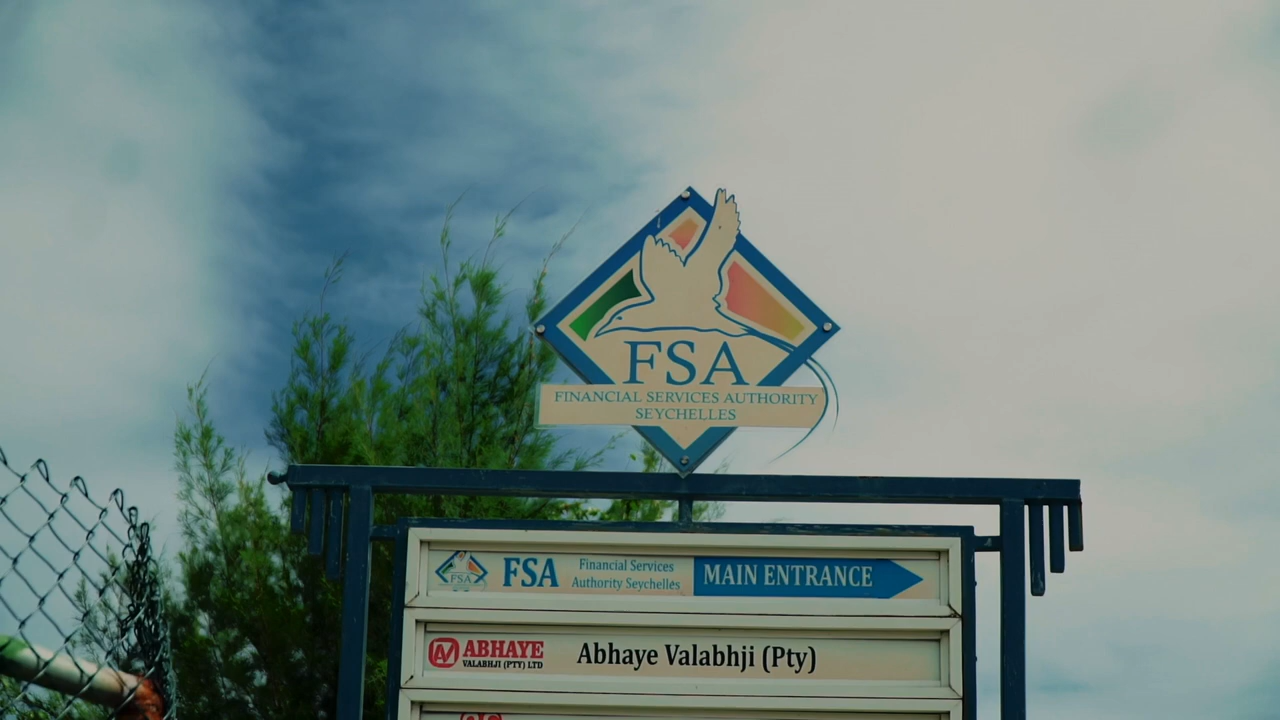 FSA
FINANCIAL SERVICES AUTHORITY
SEYCHELLES
FSA
FSA
Financial Services
Authority Seychelles
MAIN ENTRANCE
ABHAYE
VALABHJI (PTY) LTD
Abhaye Valabhji (Pty)